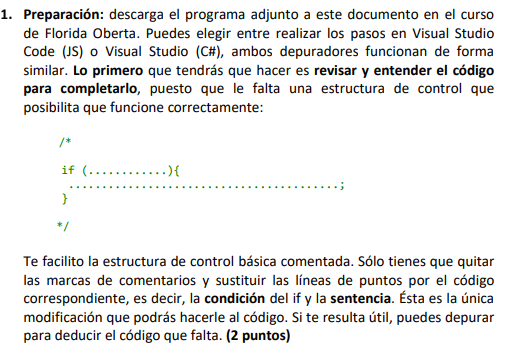 1. Preparación: descarga el programa adjunto a este documento en el curso
de Florida Oberta. Puedes elegir entre realizar los pasos en Visual Studio
Code (JS) o Visual Studio (C#), ambos depuradores funcionan de forma
similar. Lo primero que tendrás que hacer es revisar y entender el código
para completarlo, puesto que le falta una estructura de control que
posibilita que funcione correctamente:
/*
if (............){
..........................................;
}
*/
Te facilito la estructura de control básica comentada. Sólo tienes que quitar
las marcas de comentarios y sustituir las líneas de puntos por el código
correspondiente, es decir, la condición del if y la sentencia. Ésta es la única
modificación que podrás hacerle al código. Si te resulta útil, puedes depurar
para deducir el código que falta. (2 puntos)